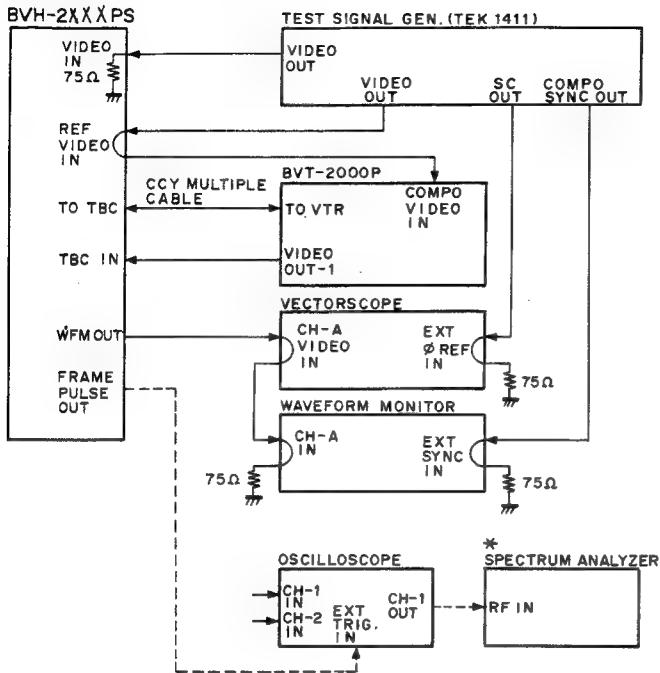 BVH-2XXXPS
TEST SIGNAL GEN. (TEK 1411)
VIDEO
IN
75Ω
VIDEO
OUT
VIDEO
OUT
SC
OUT
COMPO
SYNC OUT
REF
VIDEO
IN
BVT-2000P
CCY MULTIPLE
CABLE
TO TBC
TO VTR
COMPO
VIDEO
IN
TBC IN
VIDEO
OUT-1
VECTORSCOPE
WFM OUT
CH-A
VIDEO
IN
EXT
Ø REF
IN
75Ω
FRAME
PULSE
OUT
WAVEFORM MONITOR
CH-A
IN
EXT
SYNC
IN
75Ω
75Ω
OSCILLOSCOPE
*
SPECTRUM ANALYZER
CH-1
IN
CH-2
IN
EXT
TRIG.
IN
CH-1
OUT
RF IN